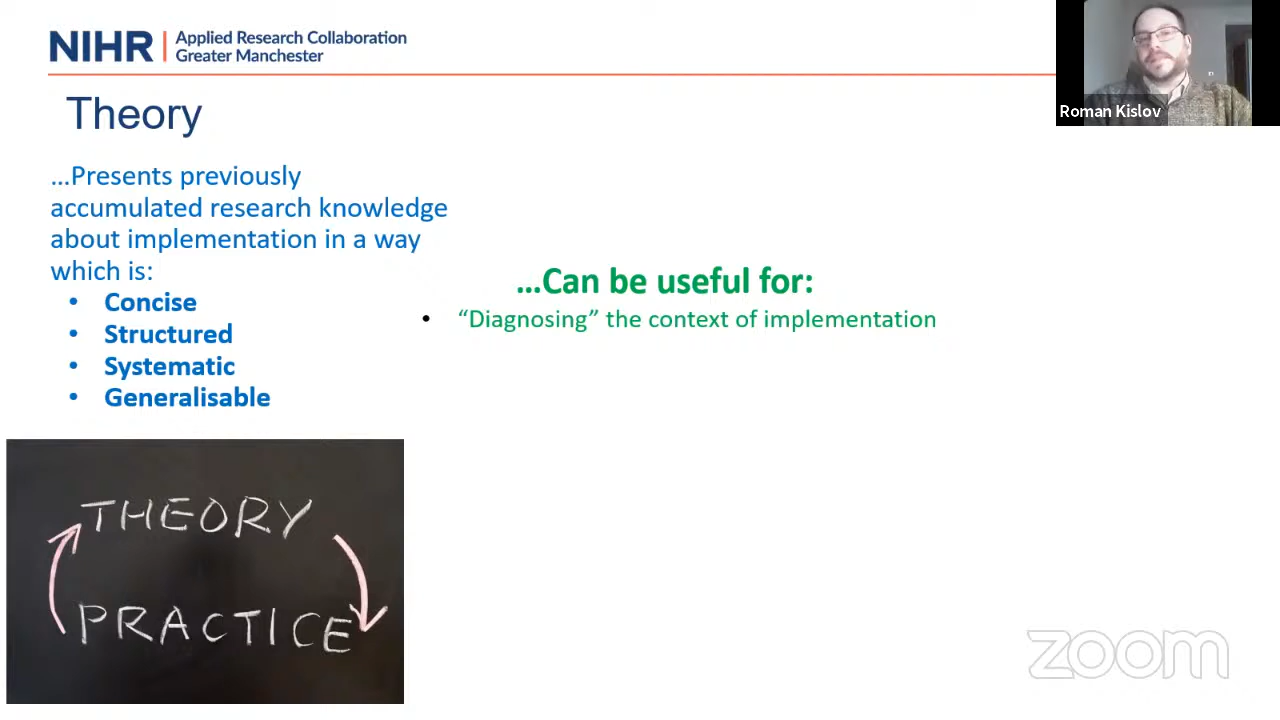 NIHR | Applied Research Collaboration
Greater Manchester
Roman Kislov
Theory
...Presents previously
accumulated research knowledge
about implementation in a way
which is:
• Concise
• Structured
• Systematic
• Generalisable
...Can be useful for:
• “Diagnosing” the context of implementation
THEORY
PRACTICE
zoom